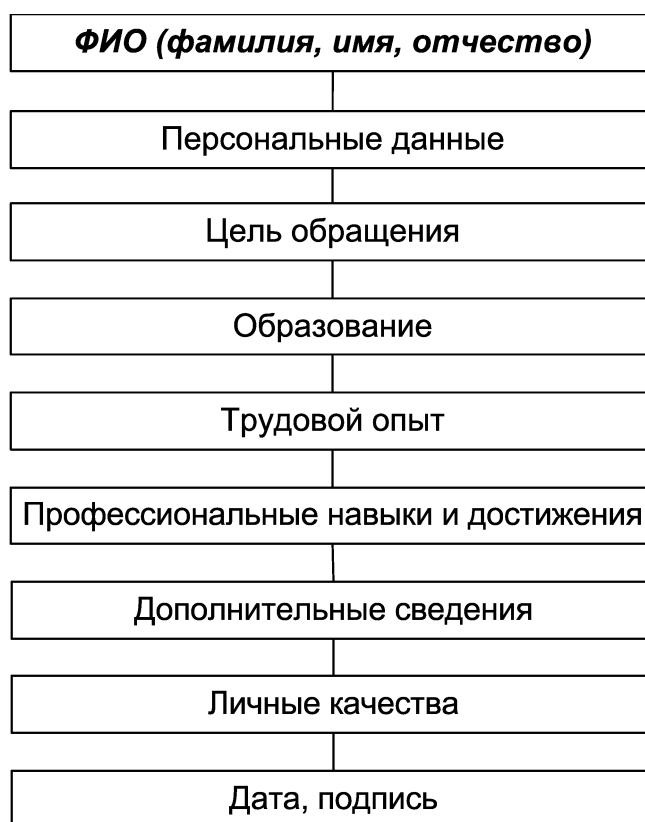 ФИО (фамилия, имя, отчество)
Персональные данные
Цель обращения
Образование
Трудовой опыт
Профессиональные навыки и достижения
Дополнительные сведения
Личные качества
Дата, подпись